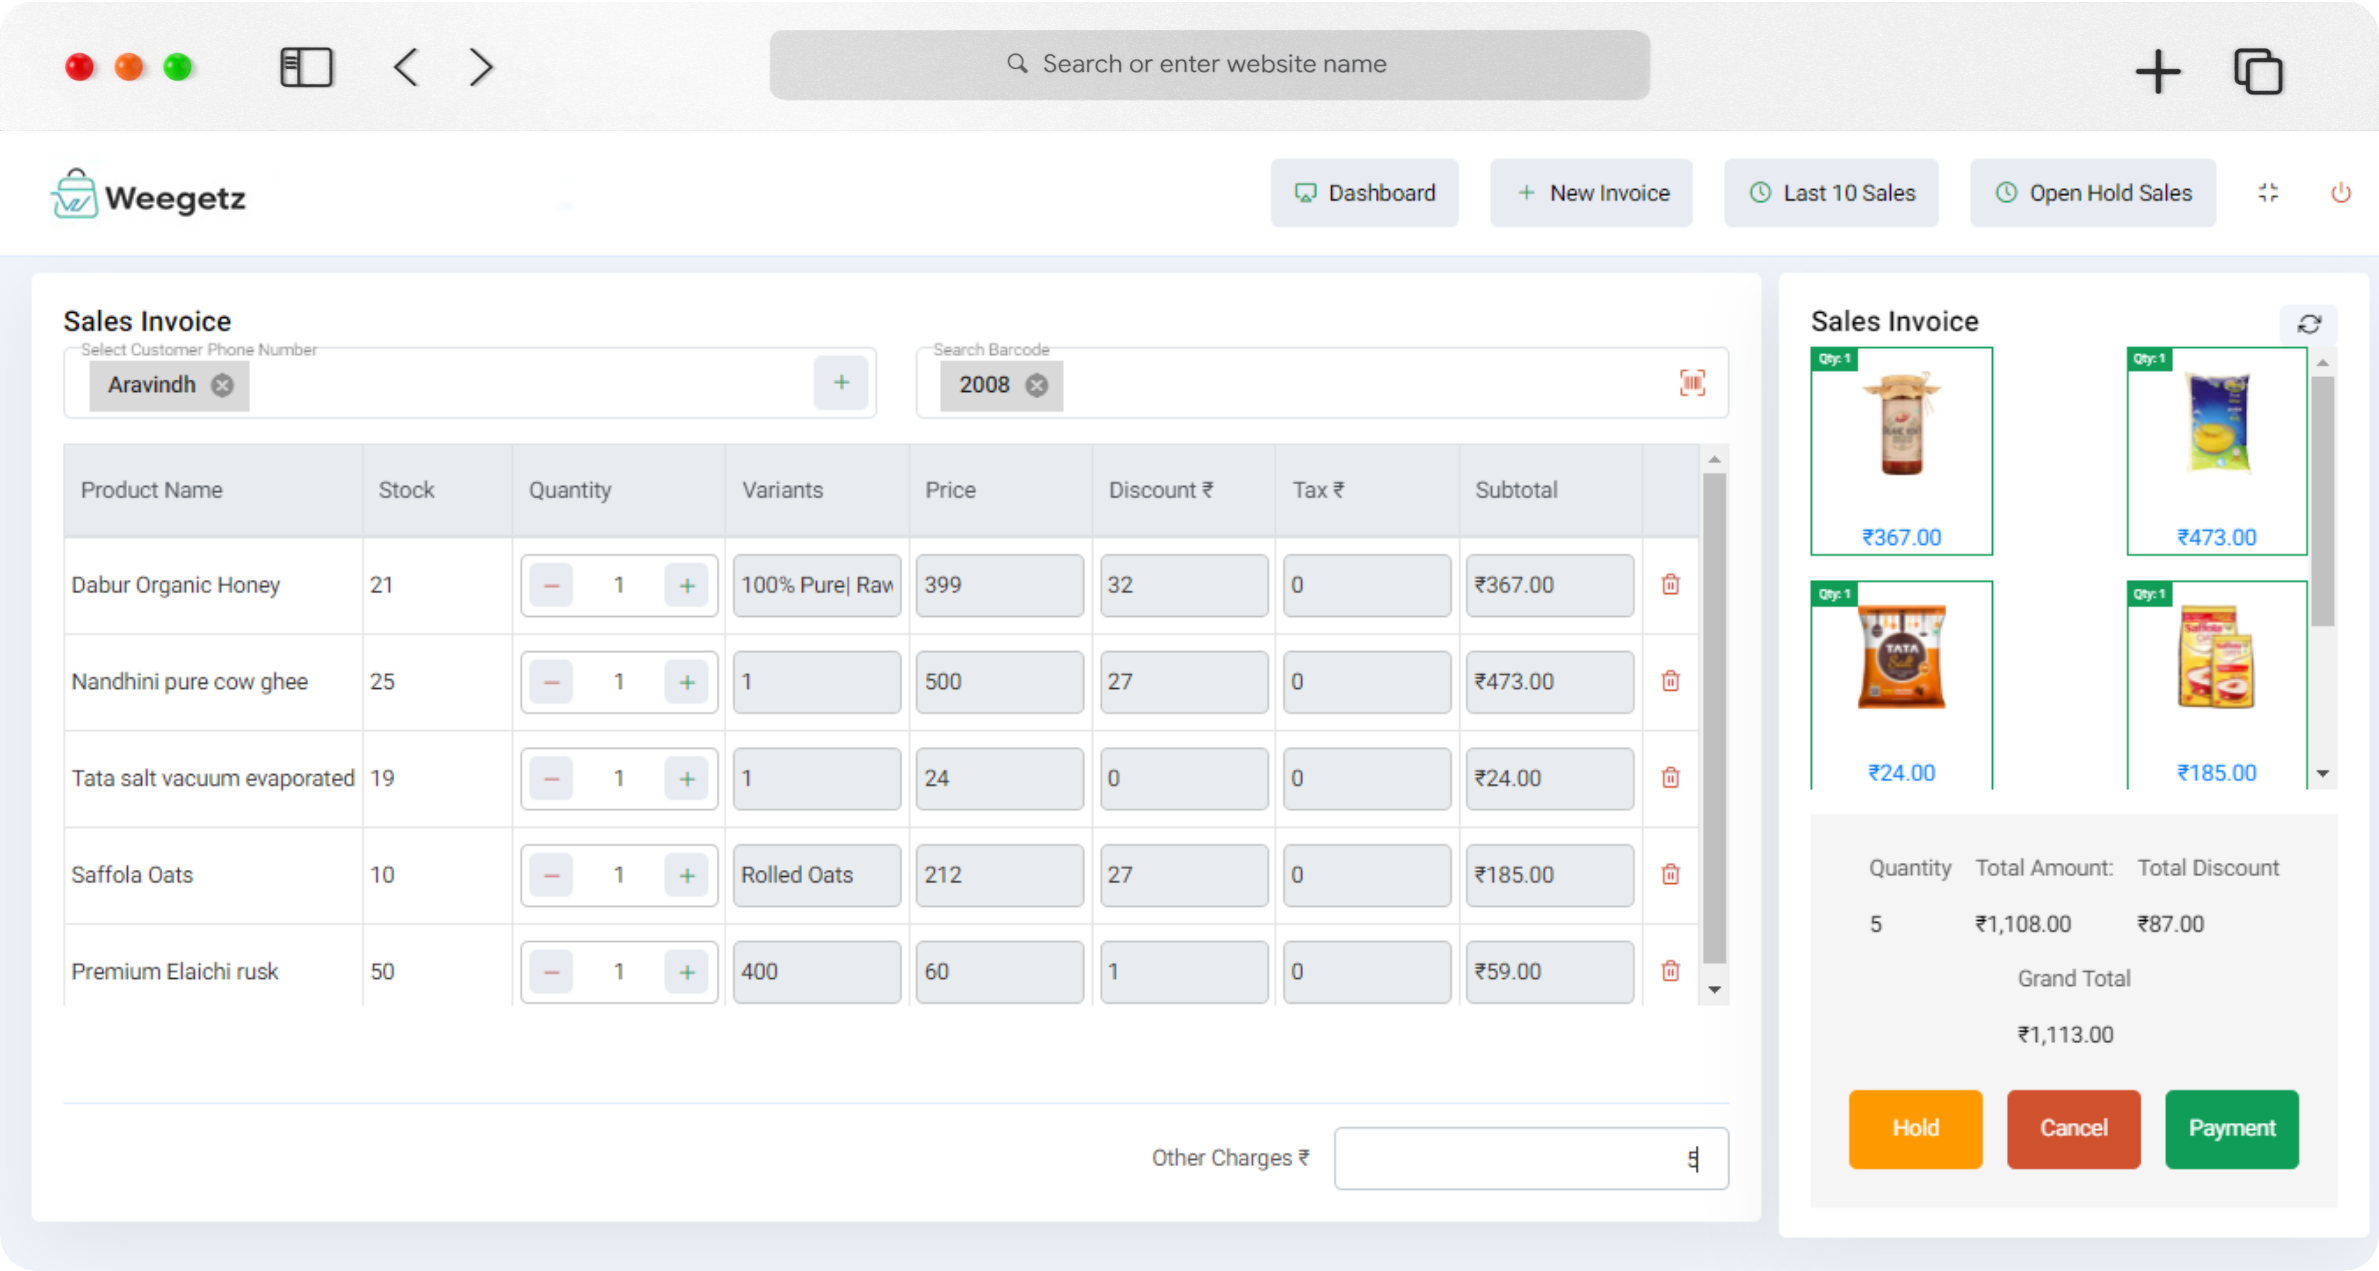 Search or enter website name
Weegetz
Dashboard
New Invoice
Last 10 Sales
Open Hold Sales
Sales Invoice
Select Customer Phone Number
Aravindh
Search Barcode
2008
Product Name Stock Quantity Variants Price Discount ₹ Tax ₹ Subtotal
Dabur Organic Honey 21 1 100% Pure| Raw 399 32 0 ₹367.00
Nandhini pure cow ghee 25 1 1 500 27 0 ₹473.00
Tata salt vacuum evaporated 19 1 1 24 0 0 ₹24.00
Saffola Oats 10 1 Rolled Oats 212 27 0 ₹185.00
Premium Elaichi rusk 50 1 400 60 1 0 ₹59.00
Other Charges ₹ 5
Sales Invoice
Qty: 1
₹367.00
Qty: 1
₹473.00
Qty: 1
TATA
Salt
₹24.00
Qty: 1
Saffola
₹185.00
Quantity Total Amount: Total Discount
5 ₹1,108.00 ₹87.00
Grand Total
₹1,113.00
Hold
Cancel
Payment